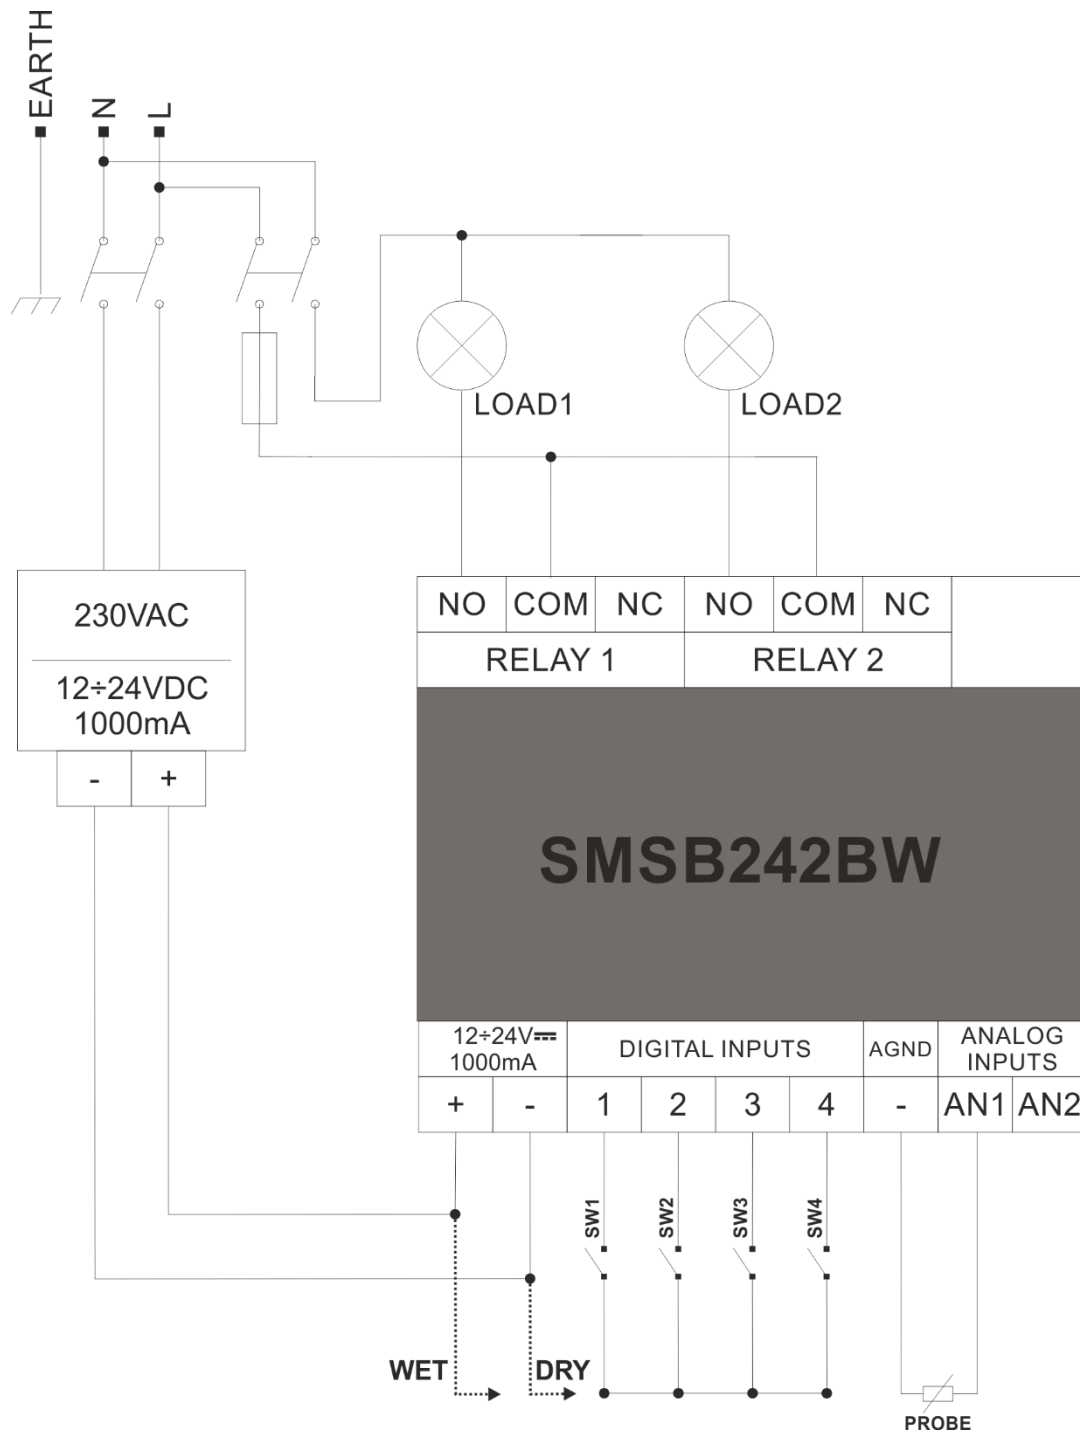 EARTH
N
L
LOAD1
LOAD2
230VAC
12÷24VDC
1000mA
- +
NO COM NC NO COM NC
RELAY 1 RELAY 2
SMSB242BW
12÷24V⎓
1000mA
DIGITAL INPUTS
AGND
ANALOG
INPUTS
+ - 1 2 3 4 - AN1 AN2
SW1
SW2
SW3
SW4
WET
DRY
PROBE